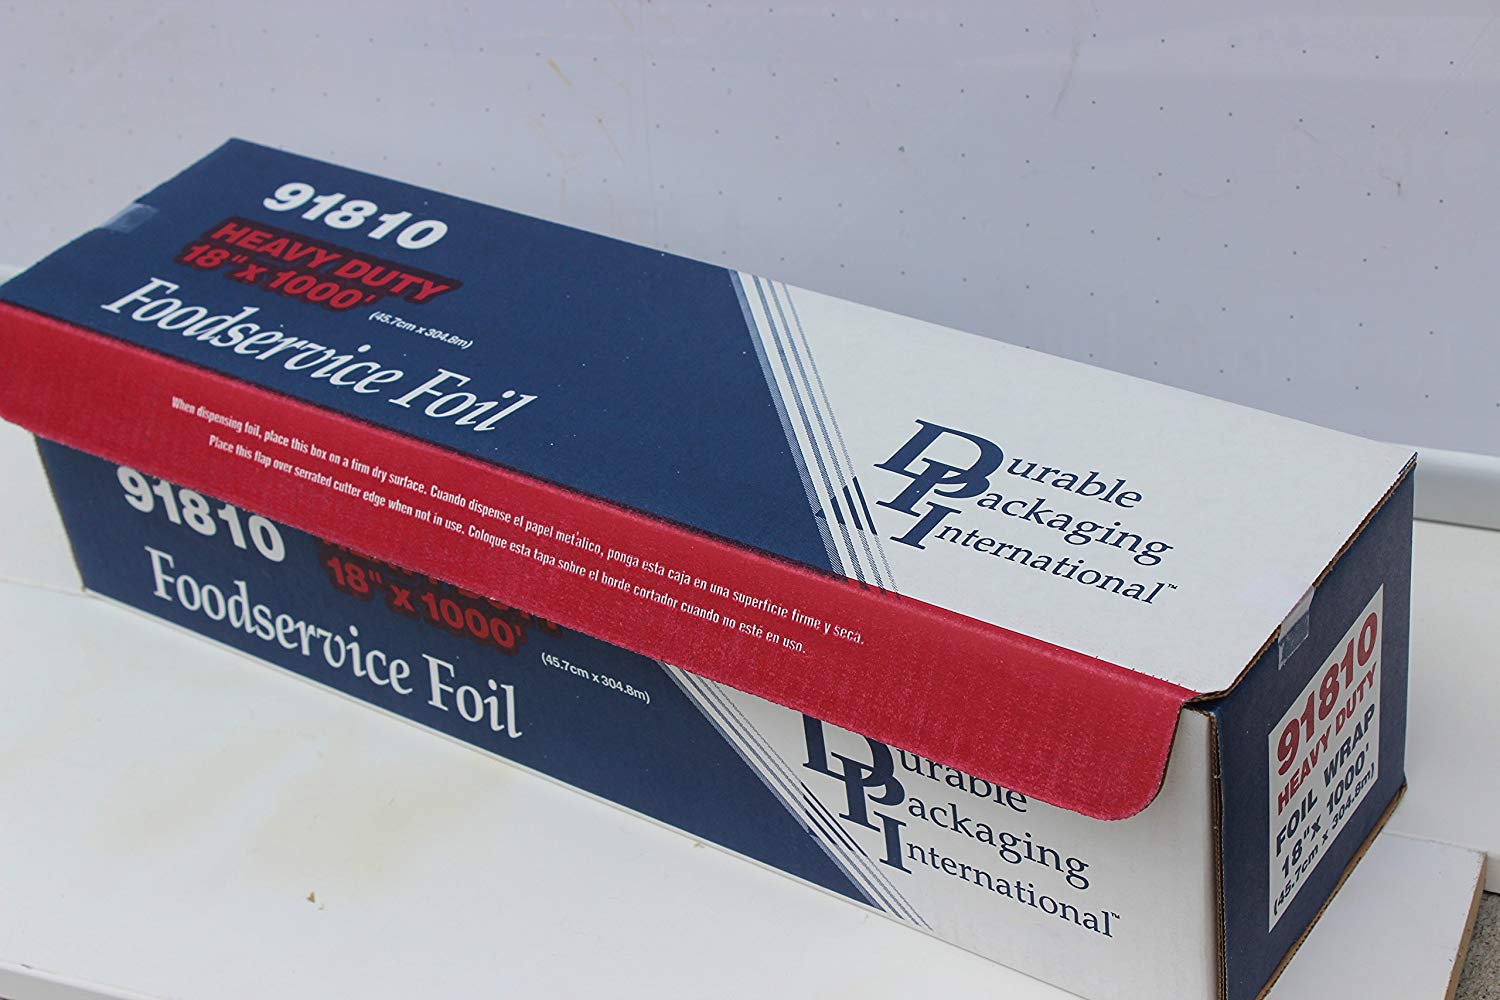 91810
HEAVY DUTY
18" x 1000'
(45.7cm x 304.8m)
Foodservice Foil
Durable
Packaging
International™
When dispensing foil, place this box on a firm dry surface. Cuando dispense el papel metálico, ponga esta caja en una superficie firme y seca.
Place this flap over serrated cutter edge when not in use. Coloque esta tapa sobre el borde cortador cuando no esté en uso.
91810
18" x 1000'
(45.7cm x 304.8m)
Foodservice Foil
Durable
Packaging
International™
91810
HEAVY DUTY
FOIL WRAP
18" x 1000'
(45.7cm x 304.8m)